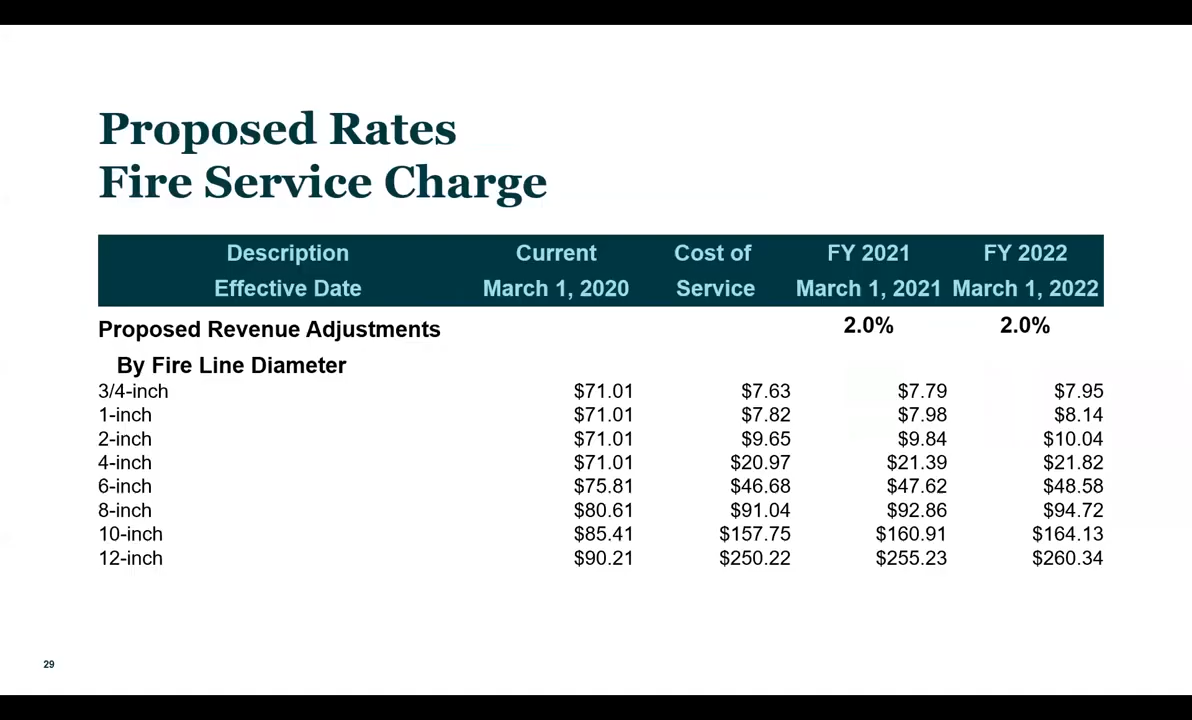 Proposed Rates
Fire Service Charge
Description Current Cost of FY 2021 FY 2022
Effective Date March 1, 2020 Service March 1, 2021 March 1, 2022
Proposed Revenue Adjustments 2.0% 2.0%
By Fire Line Diameter
3/4-inch $71.01 $7.63 $7.79 $7.95
1-inch $71.01 $7.82 $7.98 $8.14
2-inch $71.01 $9.65 $9.84 $10.04
4-inch $71.01 $20.97 $21.39 $21.82
6-inch $75.81 $46.68 $47.62 $48.58
8-inch $80.61 $91.04 $92.86 $94.72
10-inch $85.41 $157.75 $160.91 $164.13
12-inch $90.21 $250.22 $255.23 $260.34
29